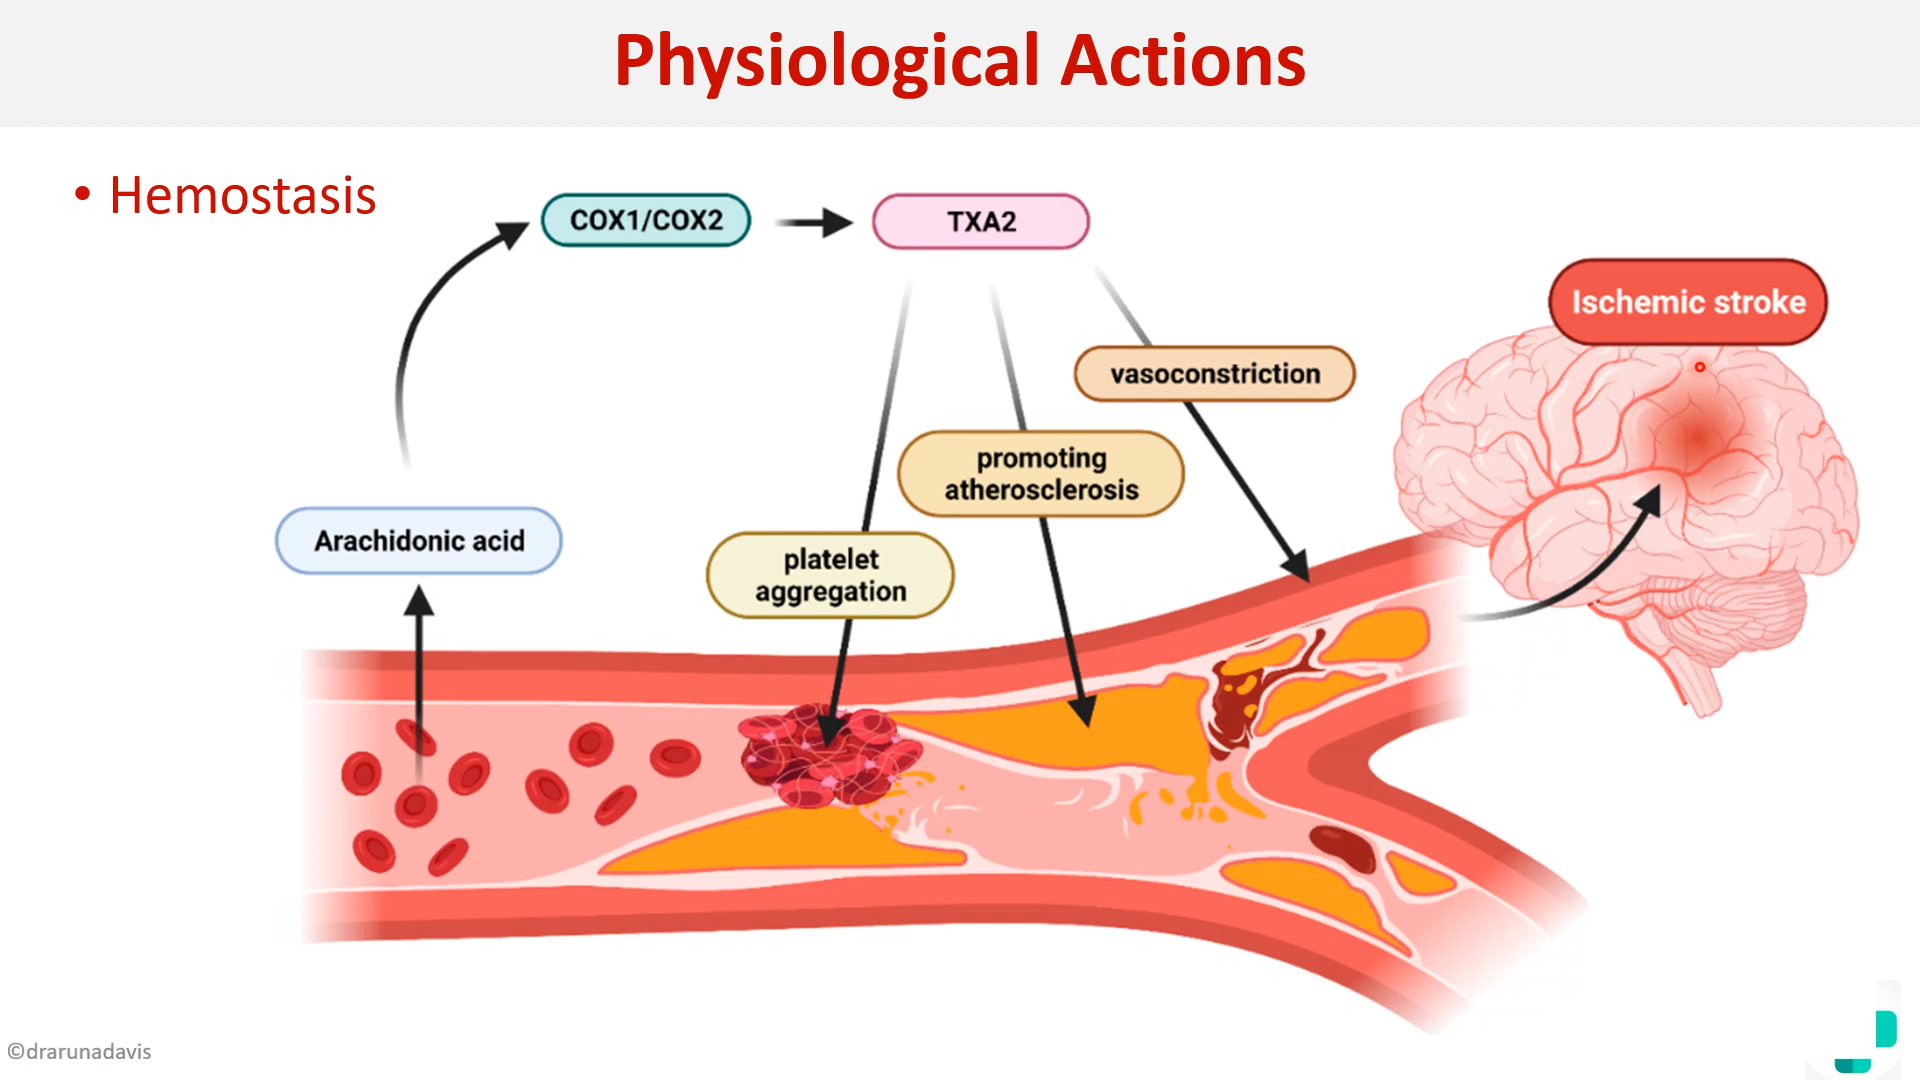 Physiological Actions
• Hemostasis
COX1/COX2
TXA2
Ischemic stroke
vasoconstriction
promoting
atherosclerosis
Arachidonic acid
platelet
aggregation
©drarunadavis